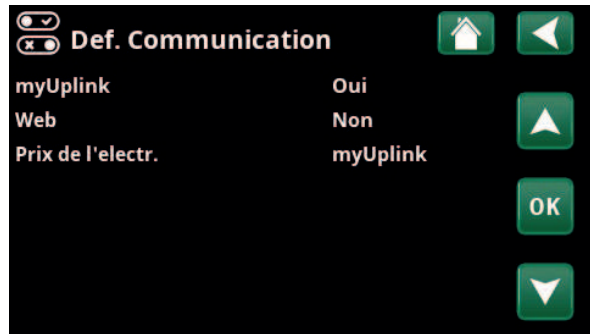 Def. Communication
myUplink Oui
Web Non
Prix de l'electr. myUplink
OK